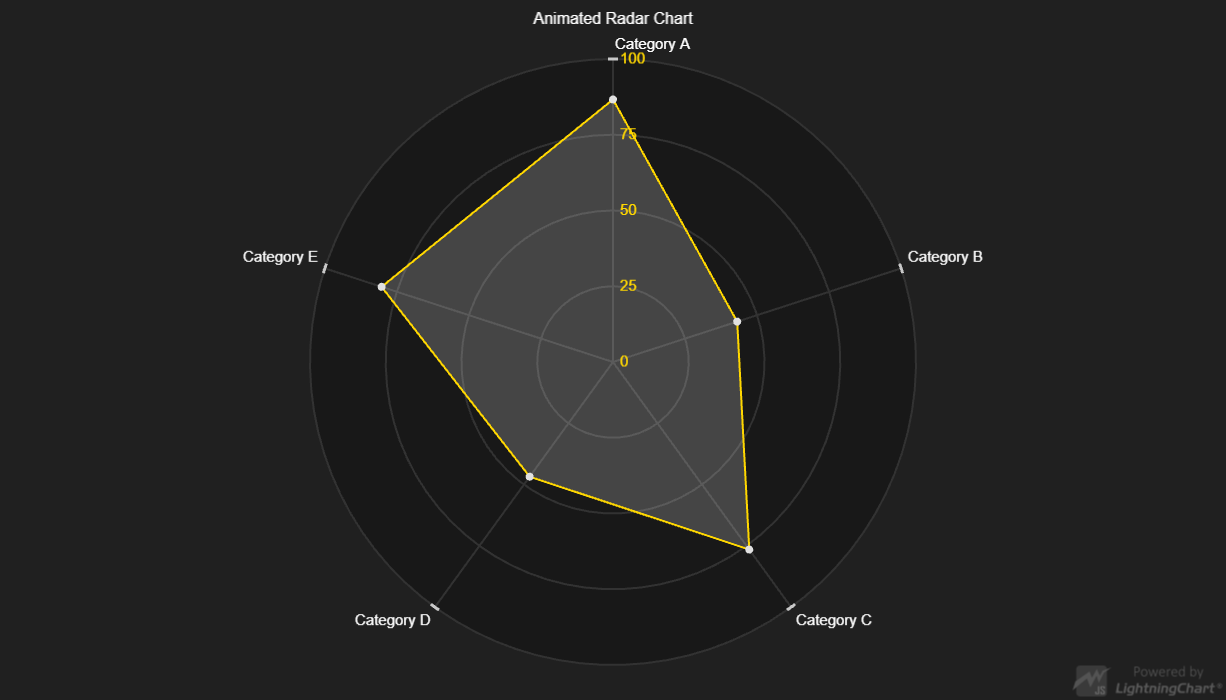 Animated Radar Chart
Category A
100
75
50
Category E
Category B
25
0
Category D
Category C
Powered by
JS LightningChart®